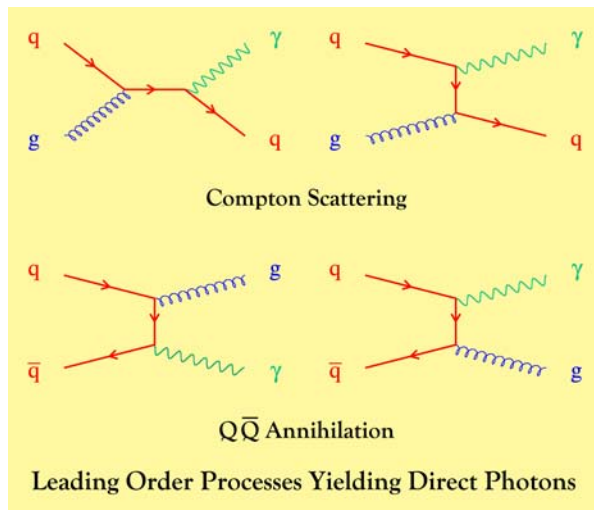 q γ q γ
g q g q
Compton Scattering
q g q γ
q̅ γ q̅ g
QQ̅ Annihilation
Leading Order Processes Yielding Direct Photons